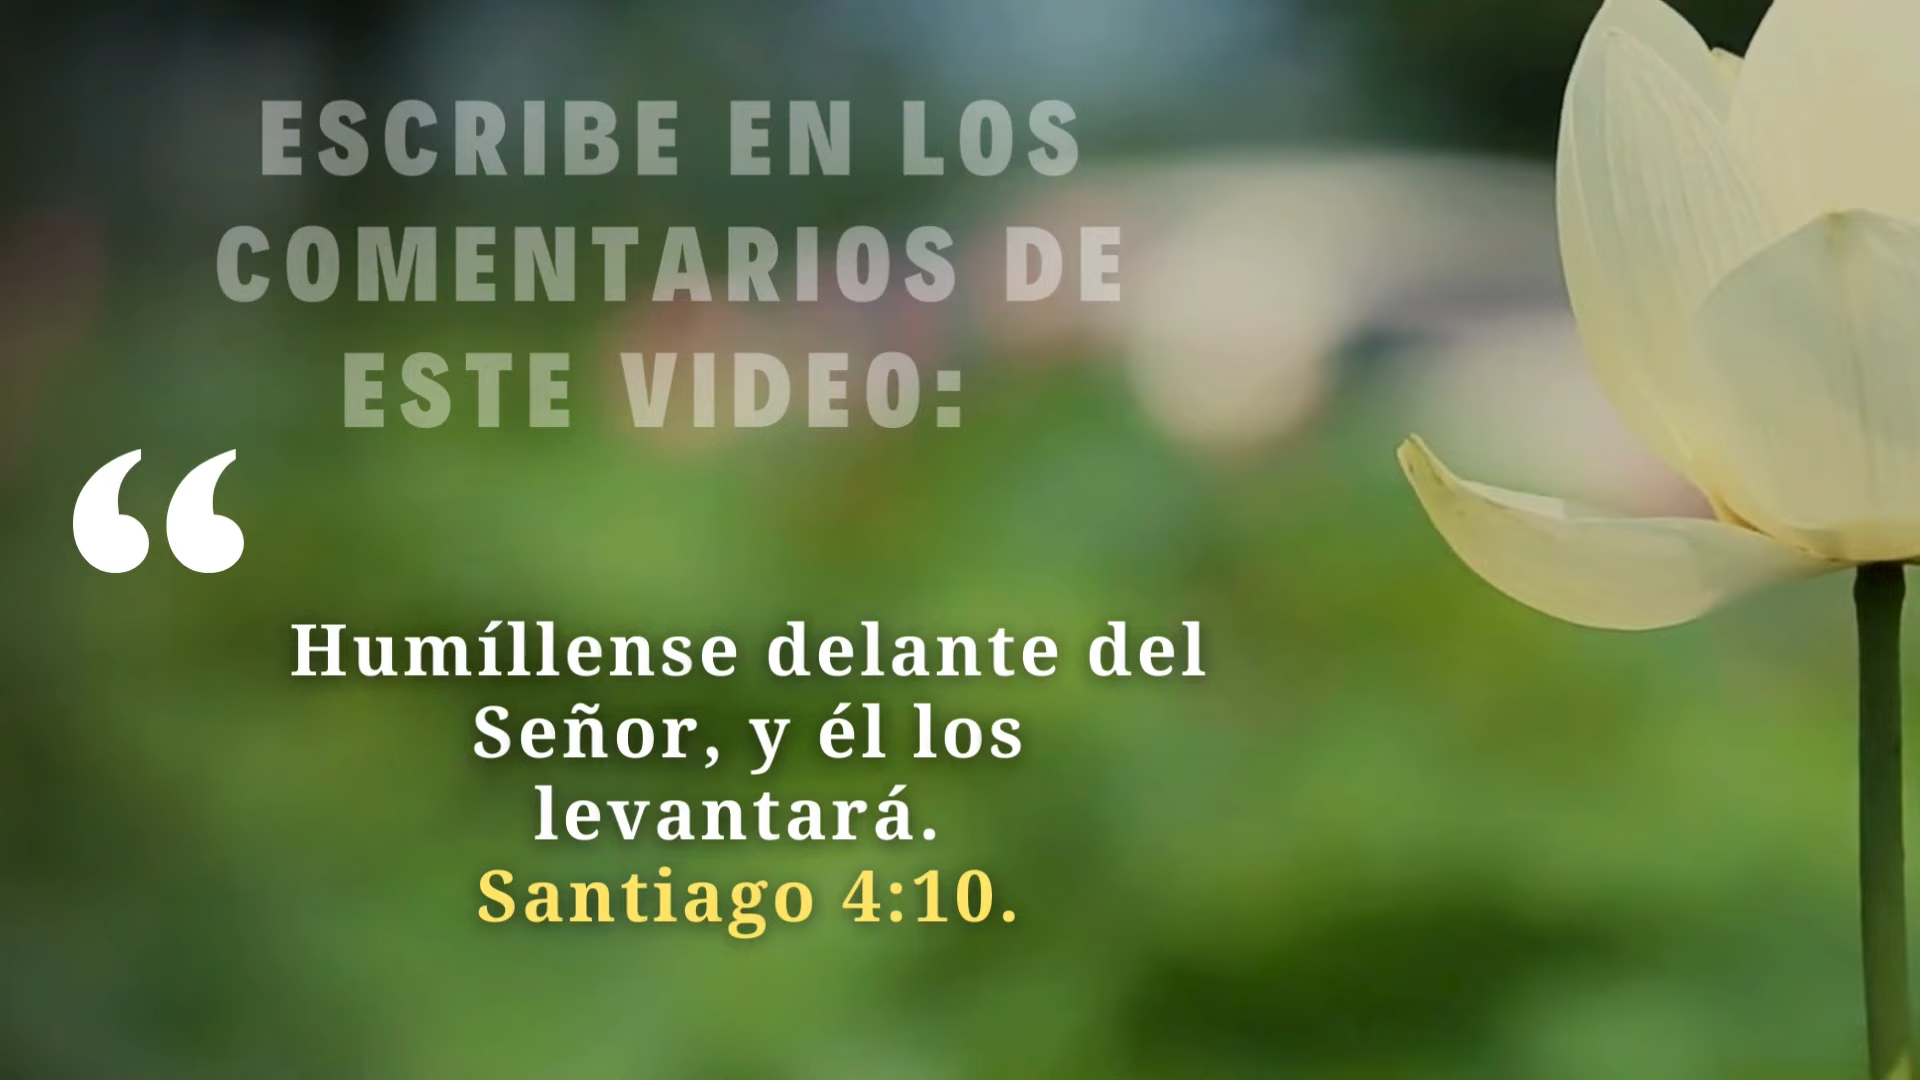 ESCRIBE EN LOS
COMENTARIOS DE
ESTE VIDEO:
“
Humíllense delante del
Señor, y él los
levantará.
Santiago 4:10.